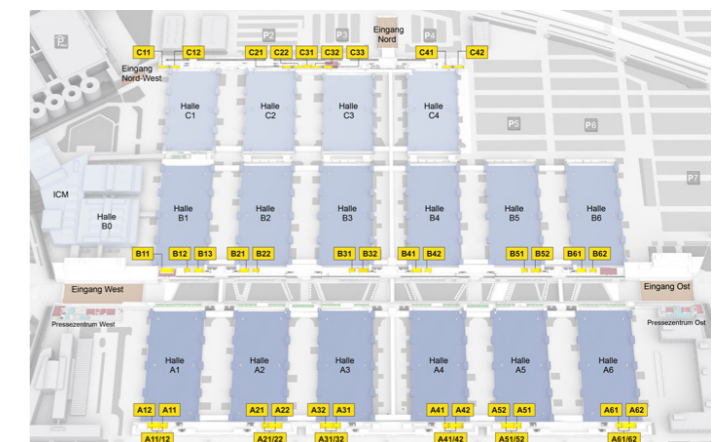 P
P2
P3
Eingang
Nord
P4
C11
C12
C21
C22
C31
C32
C33
C41
C42
Eingang
Nord-West
Halle
C1
Halle
C2
Halle
C3
Halle
C4
P5
P6
P7
ICM
Halle
B0
Halle
B1
Halle
B2
Halle
B3
Halle
B4
Halle
B5
Halle
B6
B11
B12
B13
B21
B22
B31
B32
B41
B42
B51
B52
B61
B62
Eingang West
Eingang Ost
Pressezentrum West
Pressezentrum Ost
Halle
A1
Halle
A2
Halle
A3
Halle
A4
Halle
A5
Halle
A6
A12
A11
A21
A22
A32
A31
A41
A42
A52
A51
A61
A62
A11/12
A21/22
A31/32
A41/42
A51/52
A61/62